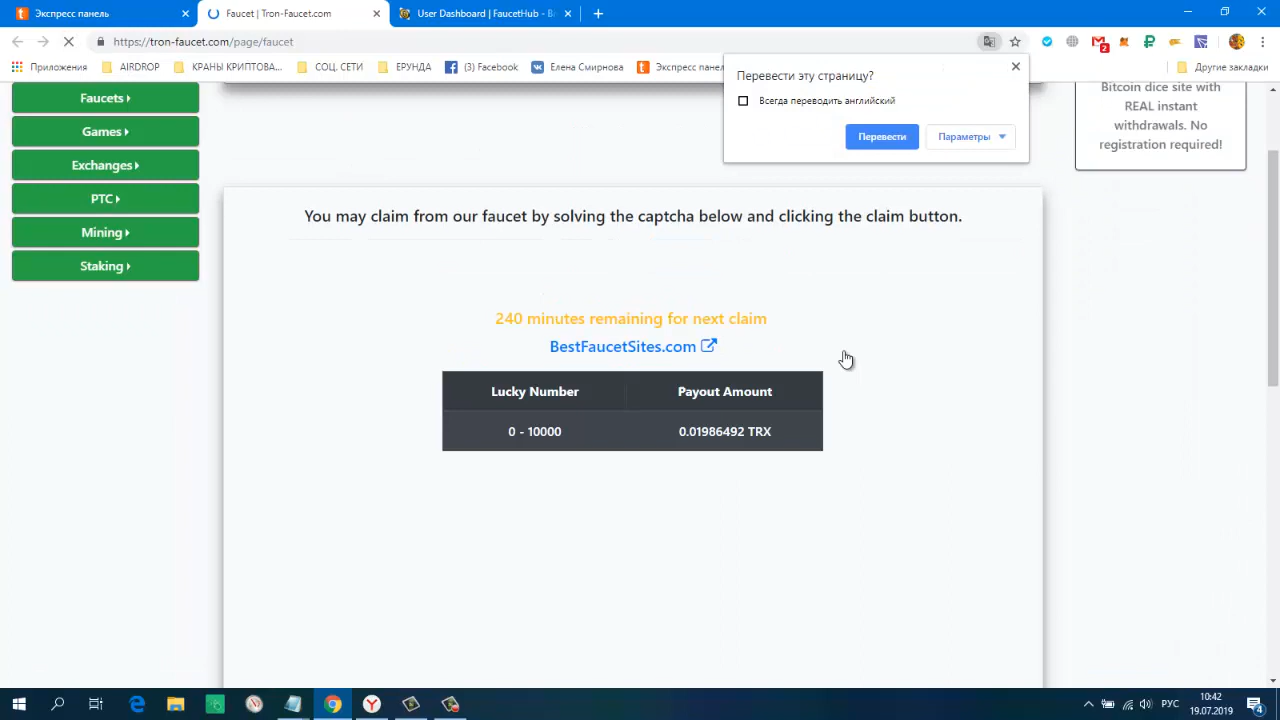 Экспресс панель
Faucet | Tron-Faucet.com
User Dashboard | FaucetHub - Bi
https://tron-faucet.com/page/faucet
2
Приложения
AIRDROP
КРАНЫ КРИПТОВА...
СОЦ. СЕТИ
ЕРУНДА
(3) Facebook
Елена Смирнова
Экспресс панель
Другие закладки
Перевести эту страницу?
Всегда переводить английский
Перевести
Параметры
Faucets
Games
Exchanges
PTC
Mining
Staking
Bitcoin dice site with
REAL instant
withdrawals. No
registration required!
You may claim from our faucet by solving the captcha below and clicking the claim button.
240 minutes remaining for next claim
BestFaucetSites.com
Lucky Number Payout Amount
0 - 10000 0.01986492 TRX
РУС
10:42
19.07.2019
4